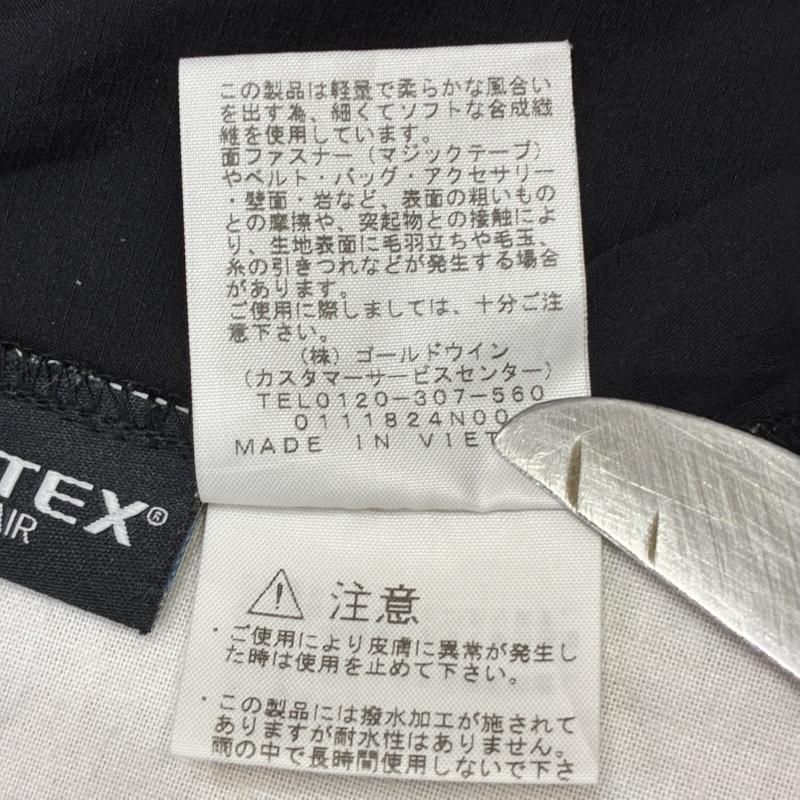 この製品は軽量で柔らかな風合い
を出す為、細くてソフトな合成繊
維を使用しています。
面ファスナー（マジックテープ）
やベルト・バッグ・アクセサリー
・壁面・岩など、表面の粗いもの
との摩擦や、突起物との接触によ
り、生地表面に毛羽立ちや毛玉、
糸の引きつれなどが発生する場合
があります。
ご使用に際しましては、十分ご注
意下さい。
（株）ゴールドウイン
（カスタマーサービスセンター）
TEL0120-307-560
0111824N00
MADE IN VIET
TEX®
AIR
⚠ 注意
・ご使用により皮膚に異常が発生し
た時は使用を止めて下さい。
・この製品には撥水加工が施されて
ありますが耐水性はありません。
雨の中で長時間使用しないで下さ